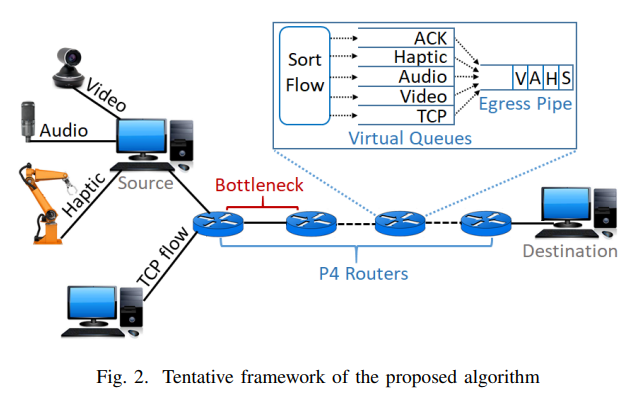 Video
Audio
Haptic
Source
TCP flow
Bottleneck
P4 Routers
Destination
Sort
Flow
ACK
Haptic
Audio
Video
TCP
Virtual Queues
V A H S
Egress Pipe
Fig. 2. Tentative framework of the proposed algorithm